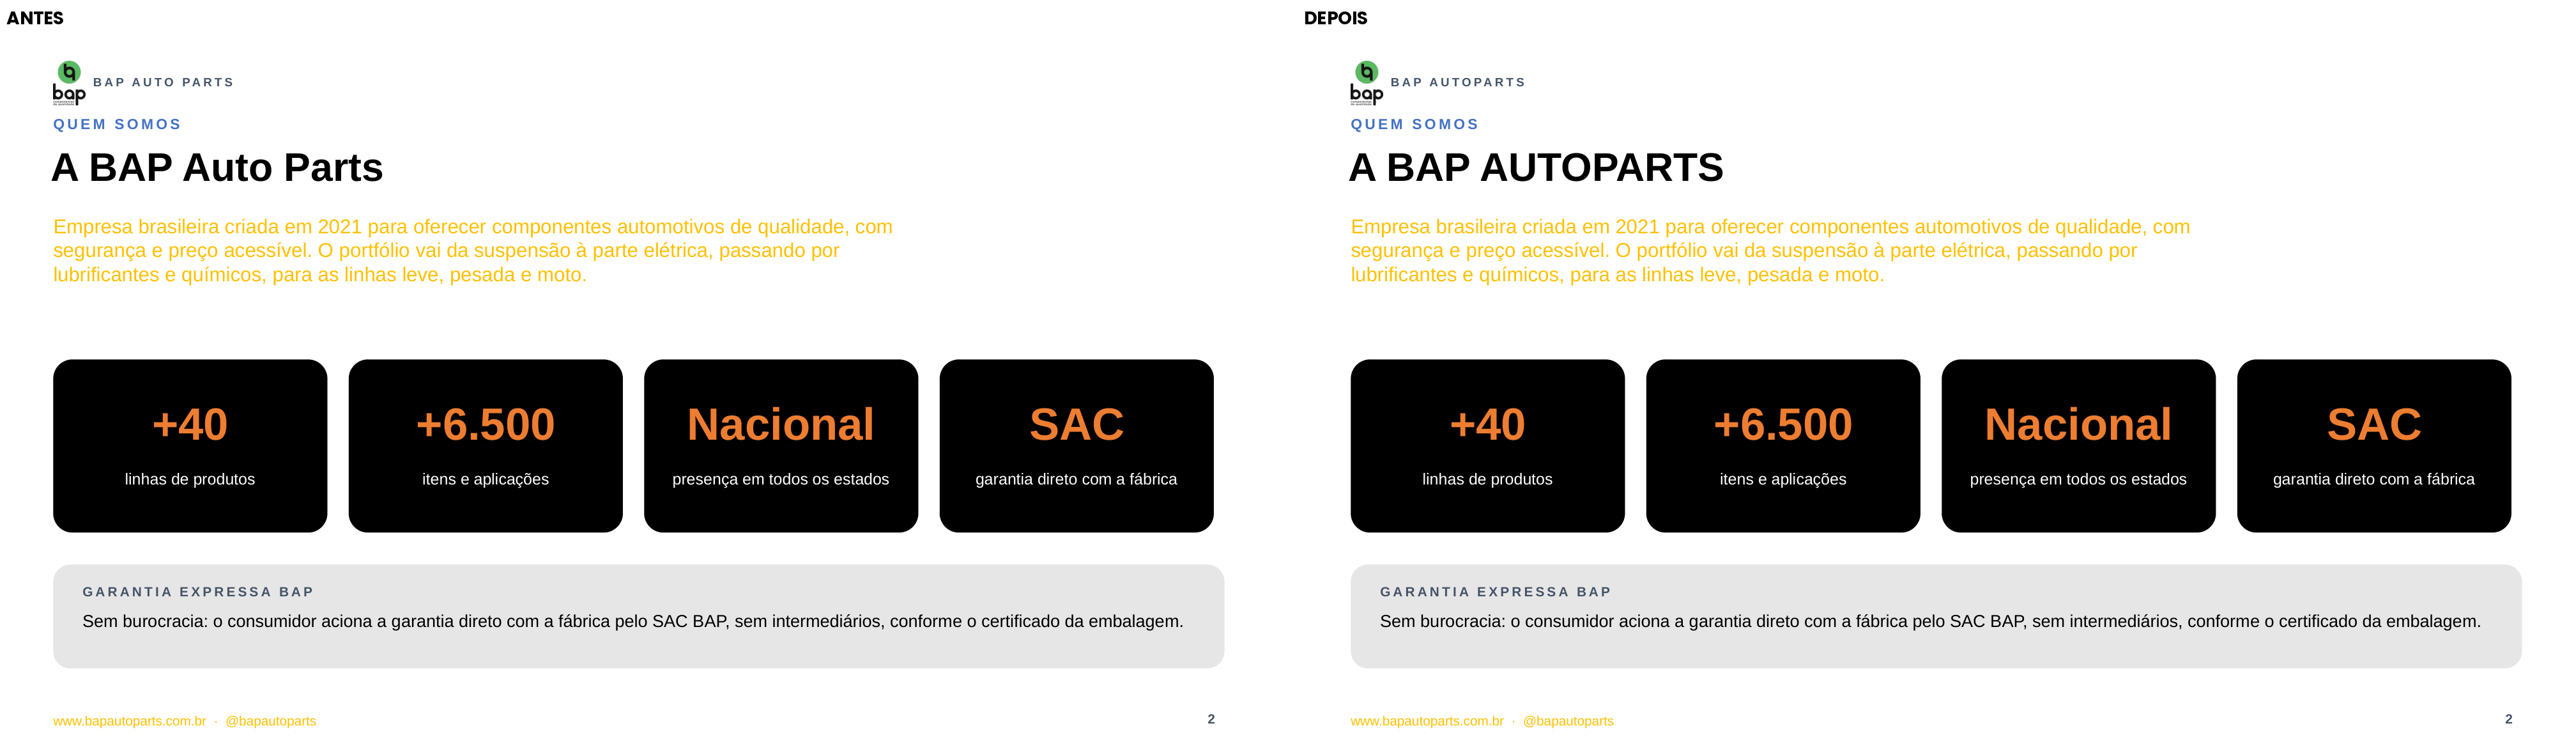 ANTES
bap
BAP AUTO PARTS
QUEM SOMOS
A BAP Auto Parts
Empresa brasileira criada em 2021 para oferecer componentes automotivos de qualidade, com
segurança e preço acessível. O portfólio vai da suspensão à parte elétrica, passando por
lubrificantes e químicos, para as linhas leve, pesada e moto.
+40
linhas de produtos
+6.500
itens e aplicações
Nacional
presença em todos os estados
SAC
garantia direto com a fábrica
GARANTIA EXPRESSA BAP
Sem burocracia: o consumidor aciona a garantia direto com a fábrica pelo SAC BAP, sem intermediários, conforme o certificado da embalagem.
www.bapautoparts.com.br · @bapautoparts
2
DEPOIS
bap
BAP AUTOPARTS
QUEM SOMOS
A BAP AUTOPARTS
Empresa brasileira criada em 2021 para oferecer componentes automotivos de qualidade, com
segurança e preço acessível. O portfólio vai da suspensão à parte elétrica, passando por
lubrificantes e químicos, para as linhas leve, pesada e moto.
+40
linhas de produtos
+6.500
itens e aplicações
Nacional
presença em todos os estados
SAC
garantia direto com a fábrica
GARANTIA EXPRESSA BAP
Sem burocracia: o consumidor aciona a garantia direto com a fábrica pelo SAC BAP, sem intermediários, conforme o certificado da embalagem.
www.bapautoparts.com.br · @bapautoparts
2